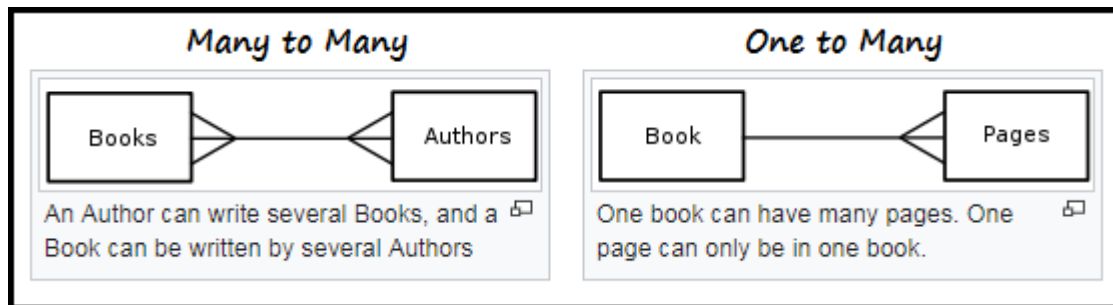 Many to Many
Books
Authors
An Author can write several Books, and a
Book can be written by several Authors
One to Many
Book
Pages
One book can have many pages. One
page can only be in one book.